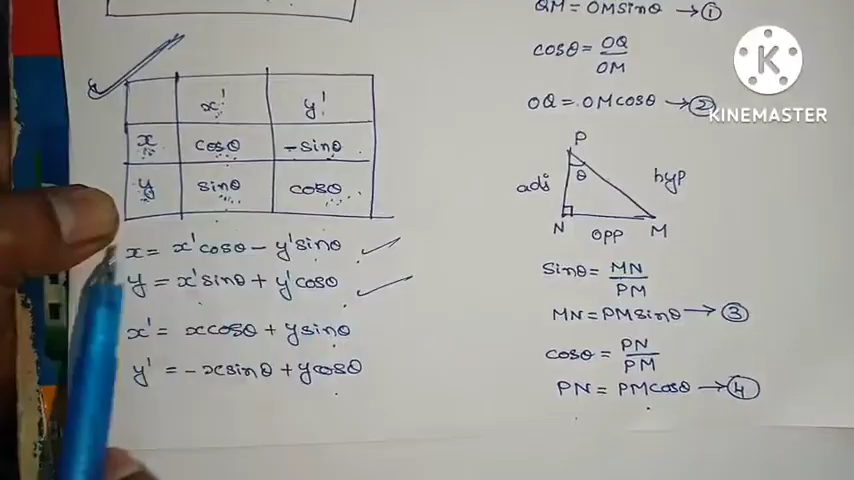 x' y'
x cosθ -sinθ
y sinθ cosθ
x = x'cosθ - y'sinθ
y = x'sinθ + y'cosθ
x' = xcosθ + ysinθ
y' = -xsinθ + ycosθ
QM = OMsinθ → ①
cosθ = OQ/OM
OQ = OMcosθ → ②
P
θ
adj
hyp
N
opp
M
sinθ = MN/PM
MN = PMsinθ → ③
cosθ = PN/PM
PN = PMcosθ → ④
K
KINEMASTER